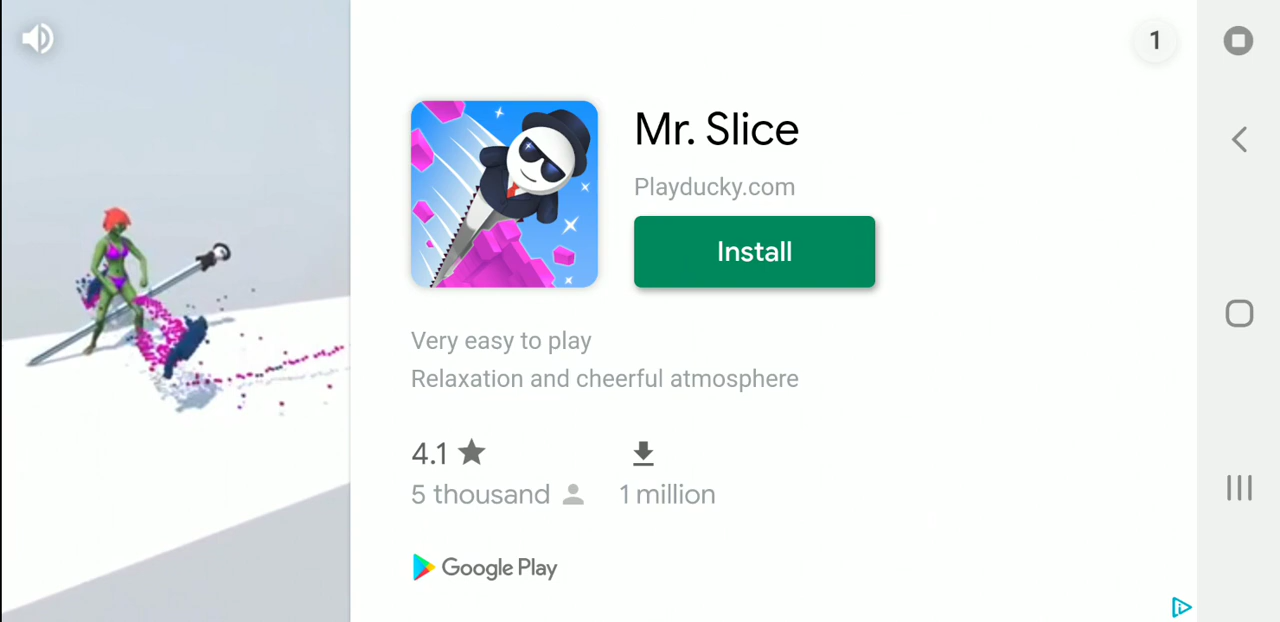 1
Mr. Slice
Playducky.com
Install
Very easy to play
Relaxation and cheerful atmosphere
4.1
5 thousand
1 million
Google Play